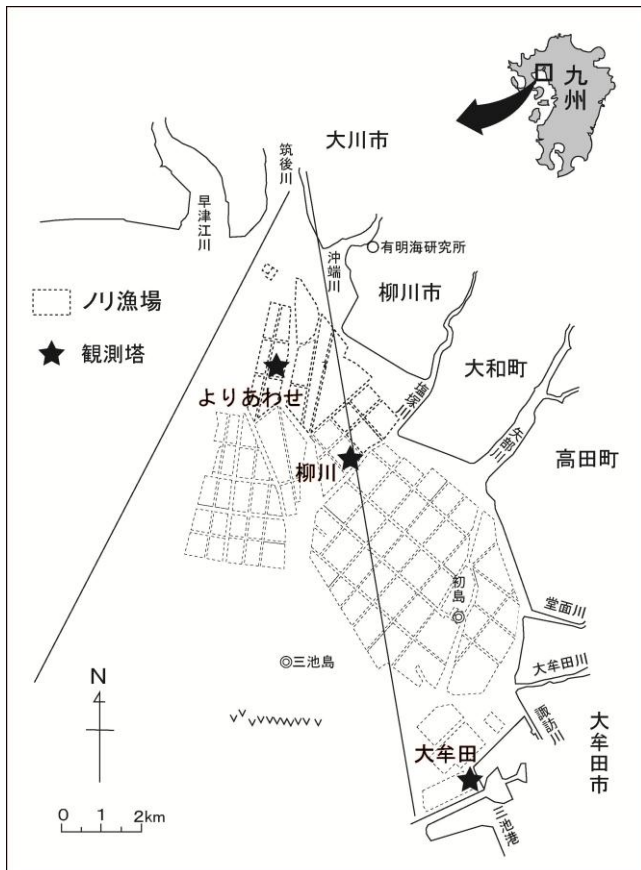 九州
大川市
筑後川
早津江川
有明海研究所
沖端川
柳川市
ノリ漁場
観測塔
大和町
よりあわせ
塩塚川
矢部川
高田町
柳川
初島
堂面川
三池島
大牟田川
諏訪川
N
大牟田
大牟田市
0 1 2km
三池港